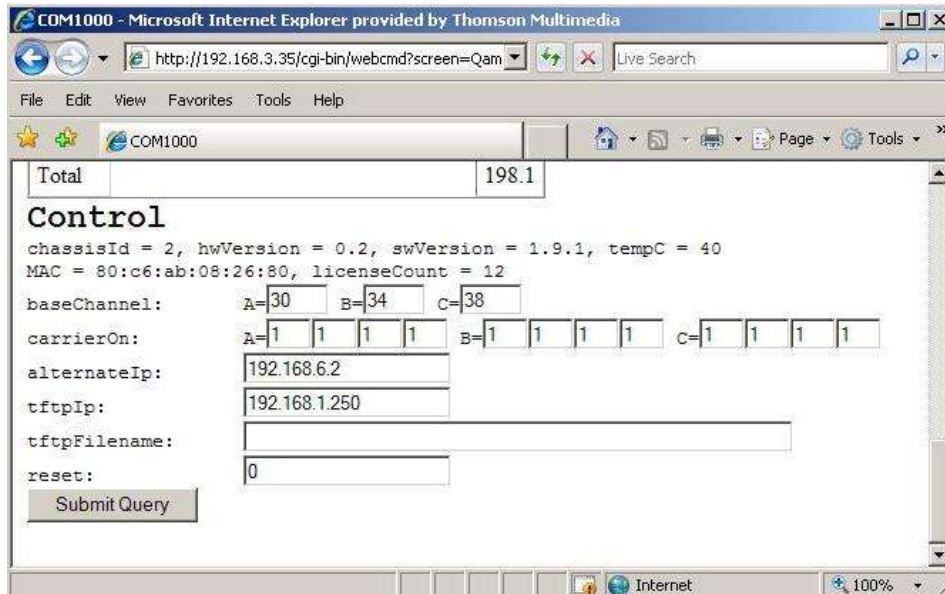 COM1000 - Microsoft Internet Explorer provided by Thomson Multimedia
http://192.168.3.35/cgi-bin/webcmd?screen=Qam Live Search
File Edit View Favorites Tools Help
COM1000 Page Tools »
Total 198.1
Control
chassisId = 2, hwVersion = 0.2, swVersion = 1.9.1, tempC = 40
MAC = 80:c6:ab:08:26:80, licenseCount = 12
baseChannel: A=30 B=34 C=38
carrierOn: A=1 1 1 1 B=1 1 1 1 C=1 1 1 1
alternateIp: 192.168.6.2
tftpIp: 192.168.1.250
tftpFilename:
reset: 0
Submit Query
Internet 100%